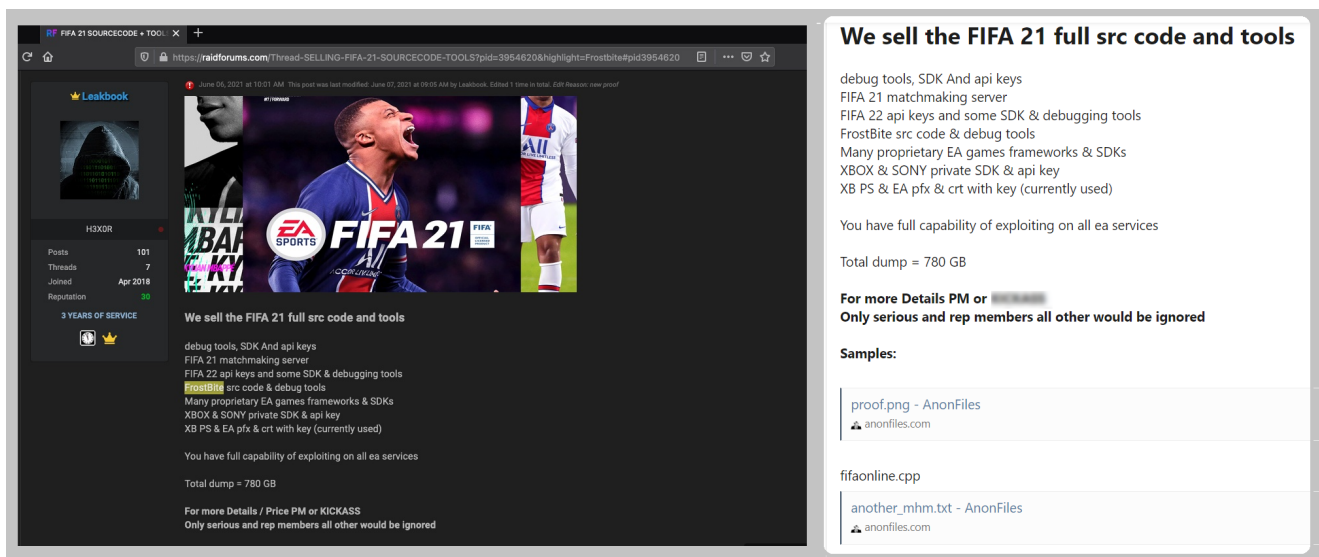 RF FIFA 21 SOURCECODE + TOOL:
https://raidforums.com/Thread-SELLING-FIFA-21-SOURCECODE-TOOLS?pid=3954620&highlight=Frostbite#pid3954620
Leakbook
H3X0R
Posts 101
Threads 7
Joined Apr 2018
Reputation 30
3 YEARS OF SERVICE
June 06, 2021 at 10:01 AM This post was last modified: June 07, 2021 at 09:05 AM by Leakbook. Edited 1 time in total. Edit Reason: new proof
EA
SPORTS
FIFA 21
FIFA
We sell the FIFA 21 full src code and tools
debug tools, SDK And api keys
FIFA 21 matchmaking server
FIFA 22 api keys and some SDK & debugging tools
FrostBite src code & debug tools
Many proprietary EA games frameworks & SDKs
XBOX & SONY private SDK & api key
XB PS & EA pfx & crt with key (currently used)
You have full capability of exploiting on all ea services
Total dump = 780 GB
For more Details / Price PM or KICKASS
Only serious and rep members all other would be ignored
We sell the FIFA 21 full src code and tools
debug tools, SDK And api keys
FIFA 21 matchmaking server
FIFA 22 api keys and some SDK & debugging tools
FrostBite src code & debug tools
Many proprietary EA games frameworks & SDKs
XBOX & SONY private SDK & api key
XB PS & EA pfx & crt with key (currently used)
You have full capability of exploiting on all ea services
Total dump = 780 GB
For more Details PM or
Only serious and rep members all other would be ignored
Samples:
proof.png - AnonFiles
anonfiles.com
fifaonline.cpp
another_mhm.txt - AnonFiles
anonfiles.com